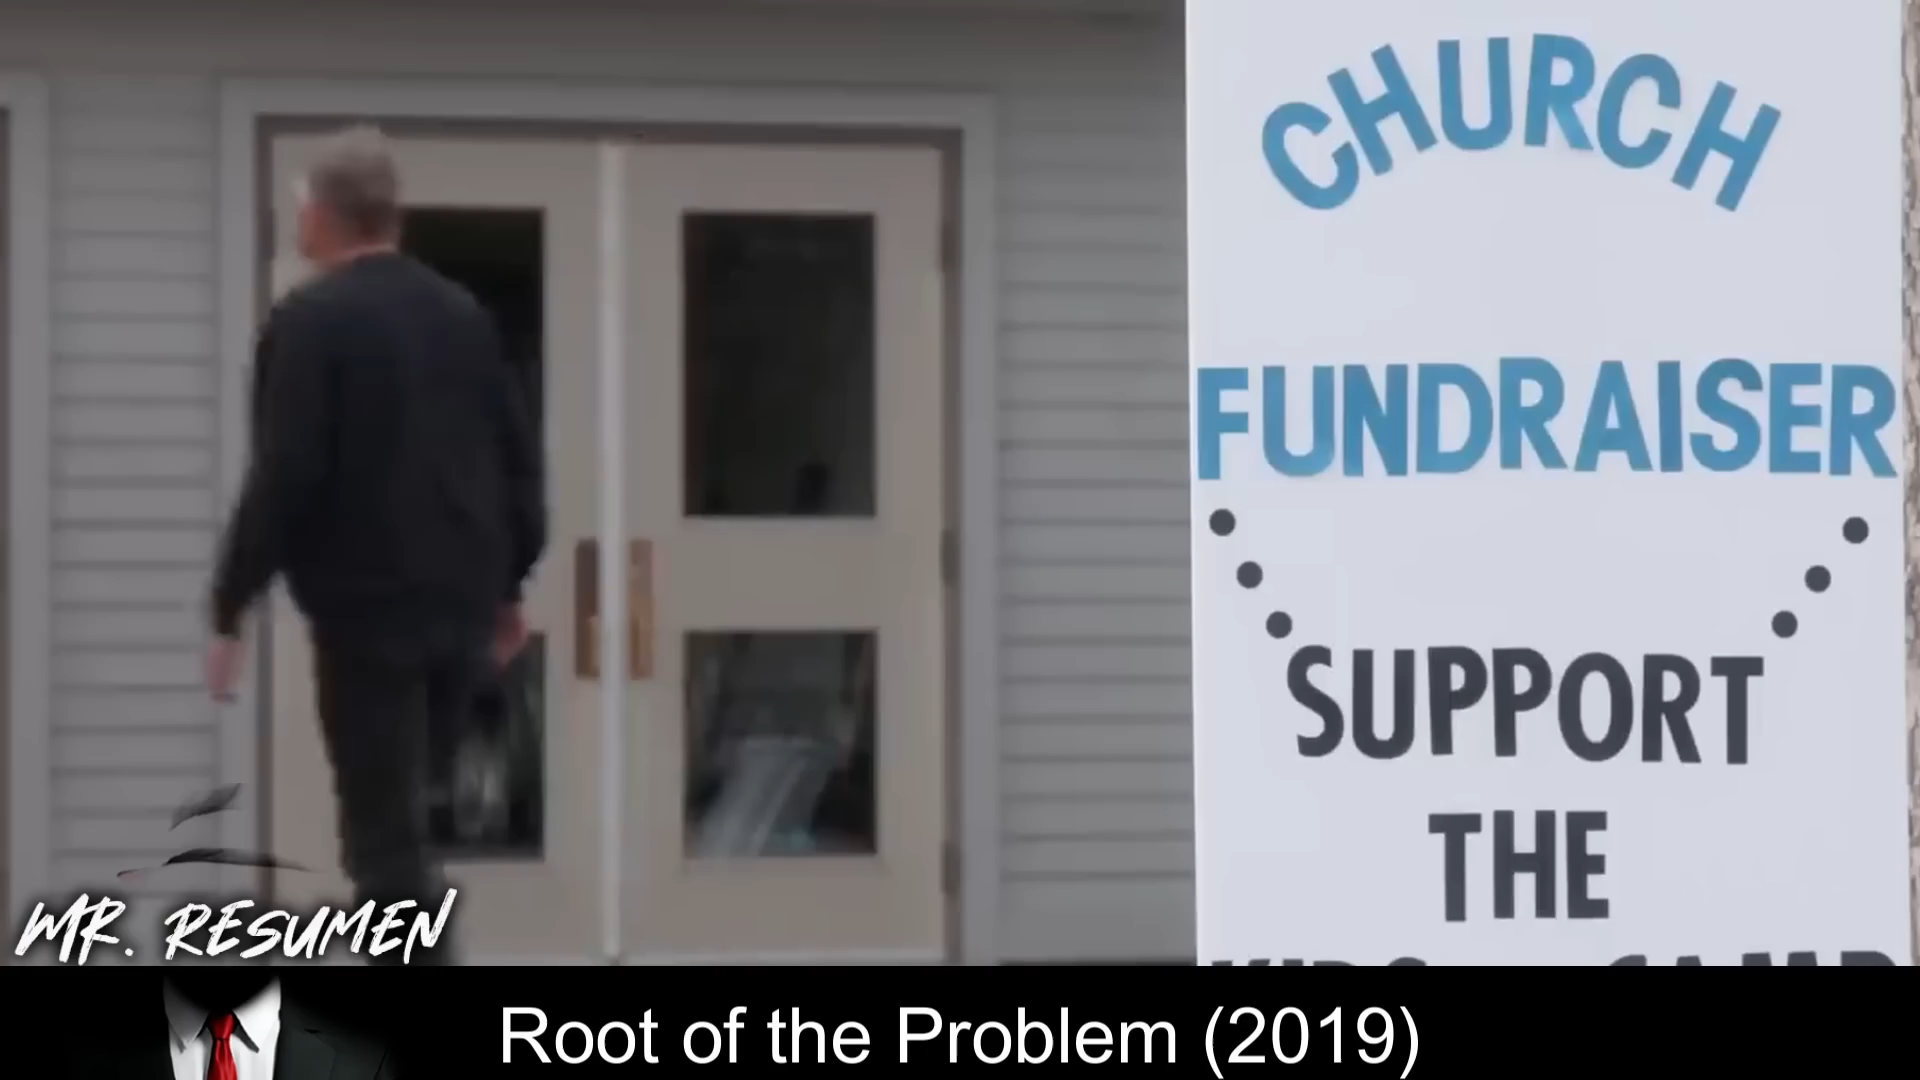 CHURCH
FUNDRAISER
SUPPORT
THE
MR. RESUMEN
Root of the Problem (2019)